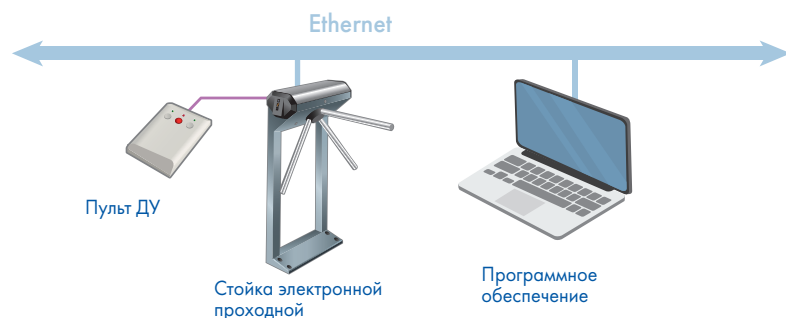 Ethernet
Пульт ДУ
Стойка электронной
проходной
Программное
обеспечение